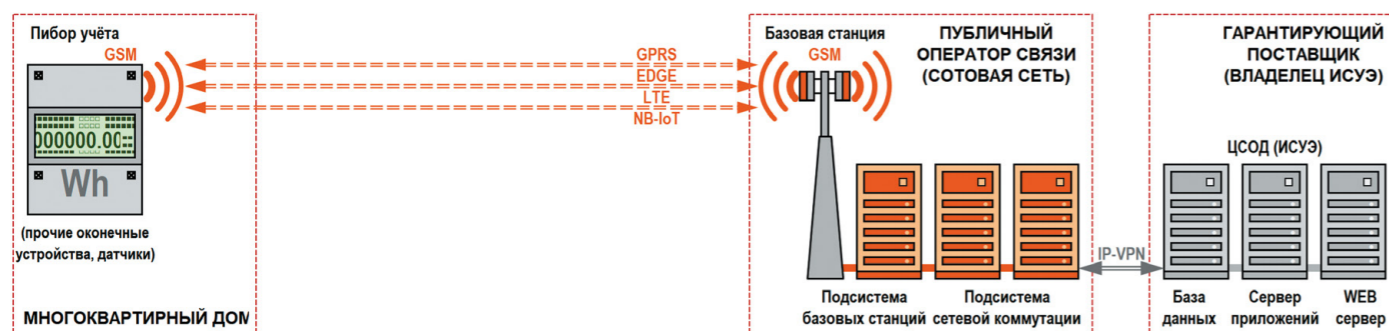 Пибор учёта
GSM
000000.00
Wh
(прочие оконечные
устройства, датчики)
МНОГОКВАРТИРНЫЙ ДОМ
GPRS
EDGE
LTE
NB-IoT
Базовая станция
GSM
ПУБЛИЧНЫЙ
ОПЕРАТОР СВЯЗИ
(СОТОВАЯ СЕТЬ)
Подсистема
базовых станций
Подсистема
сетевой коммутации
IP-VPN
ГАРАНТИРУЮЩИЙ
ПОСТАВЩИК
(ВЛАДЕЛЕЦ ИСУЭ)
ЦСОД (ИСУЭ)
База
данных
Сервер
приложений
WEB
сервер